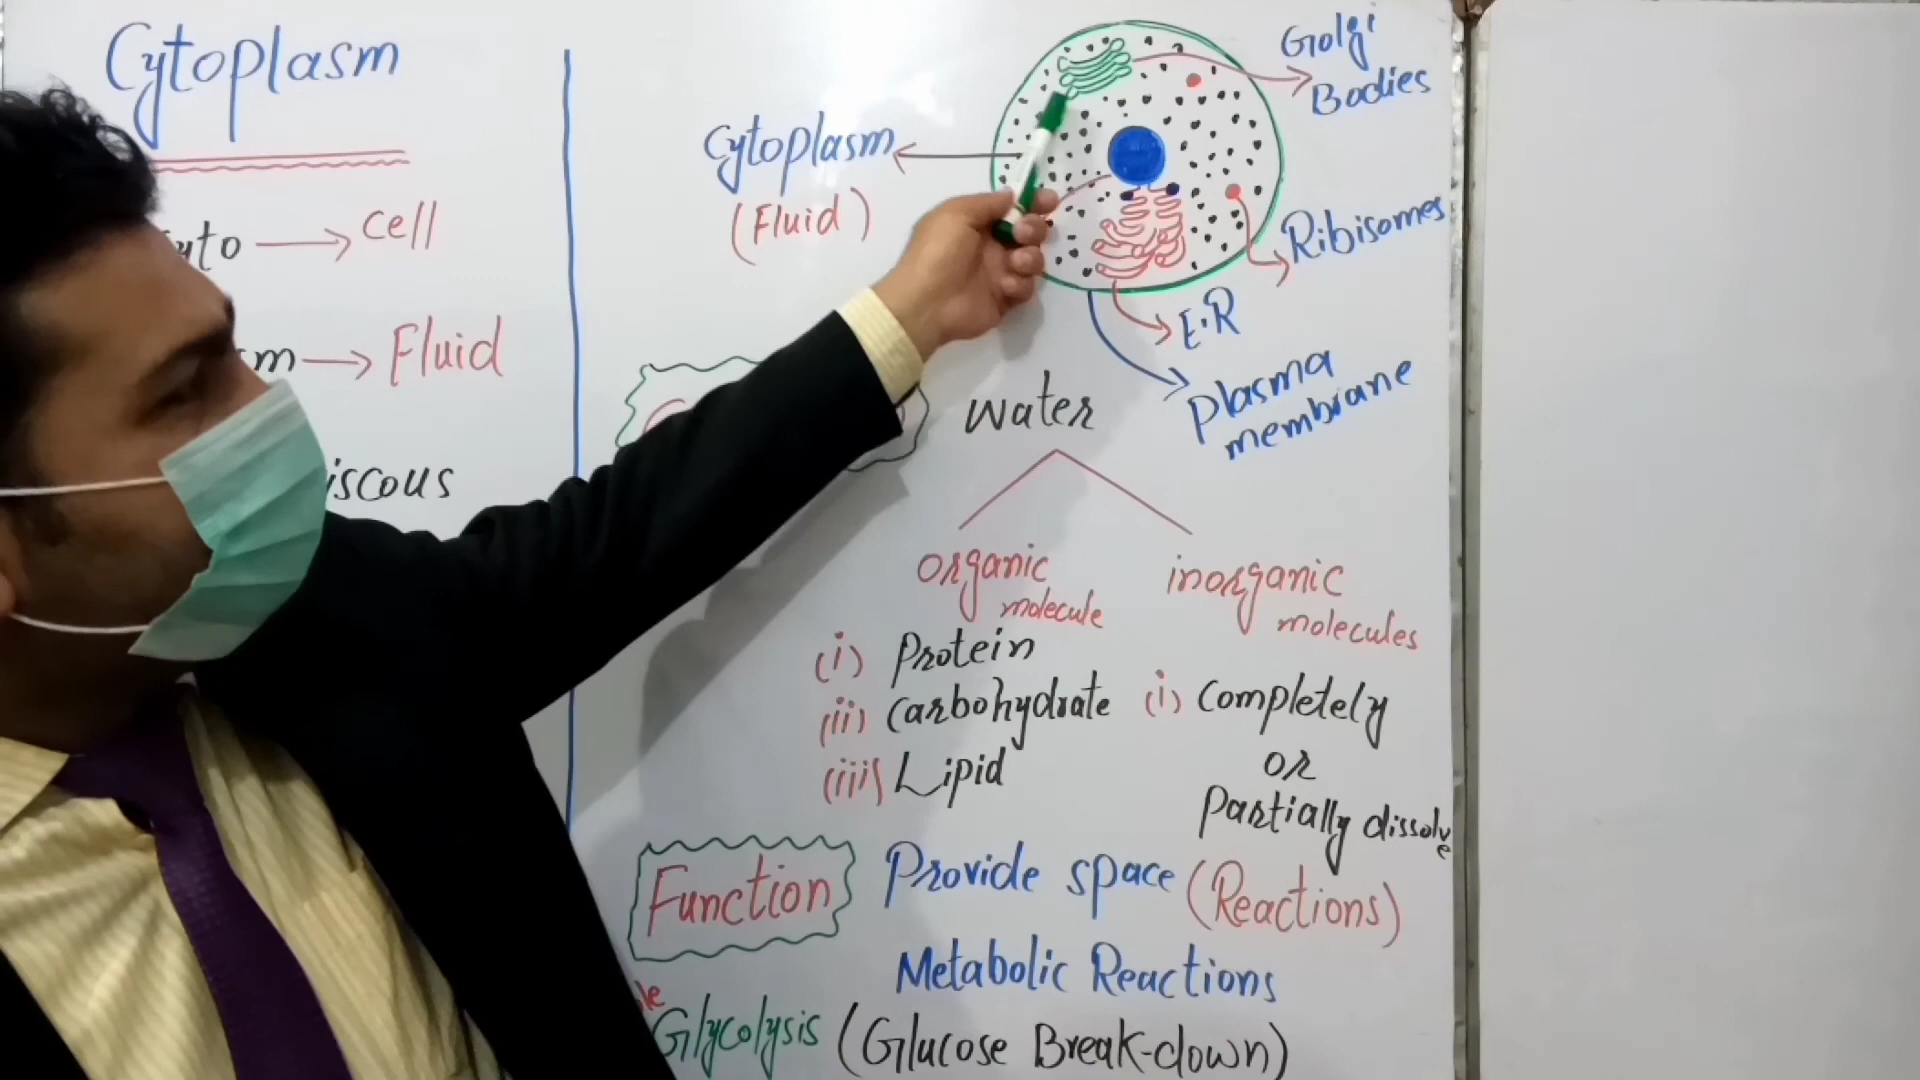 Cytoplasm
cell
Fluid
Cytoplasm
(Fluid)
Golgi
Bodies
Ribisomes
E.R
Plasma
membrane
Water
organic
molecule
inorganic
molecules
(i) Protein
(ii) Carbohydrate
(iii) Lipid
(i) Completely
or
Partially dissolve
Function
Provide space (Reactions)
Metabolic Reactions
Glycolysis (Glucose Break-down)